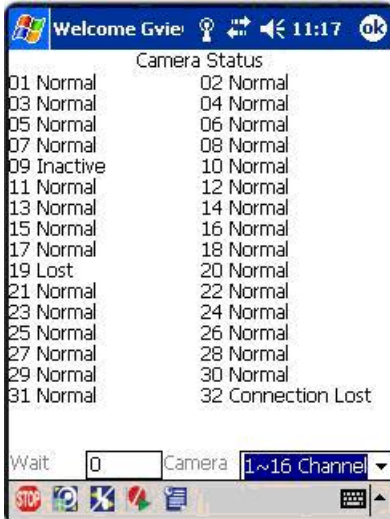 Welcome Gvie 11:17 ok
Camera Status
01 Normal 02 Normal
03 Normal 04 Normal
05 Normal 06 Normal
07 Normal 08 Normal
09 Inactive 10 Normal
11 Normal 12 Normal
13 Normal 14 Normal
15 Normal 16 Normal
17 Normal 18 Normal
19 Lost 20 Normal
21 Normal 22 Normal
23 Normal 24 Normal
25 Normal 26 Normal
27 Normal 28 Normal
29 Normal 30 Normal
31 Normal 32 Connection Lost
Wait 0 Camera 1~16 Channel
STOP